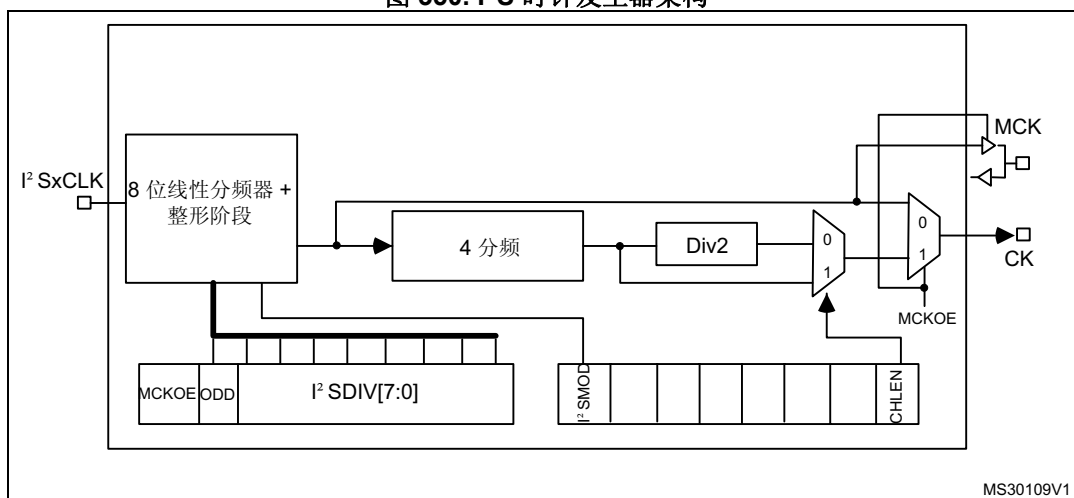 MCK
I² SxCLK
8 位线性分频器 +
整形阶段
4 分频
Div2
0
1
0
1
CK
MCKOE
MCKOE
ODD
I² SDIV[7:0]
I² SMOD
CHLEN
MS30109V1